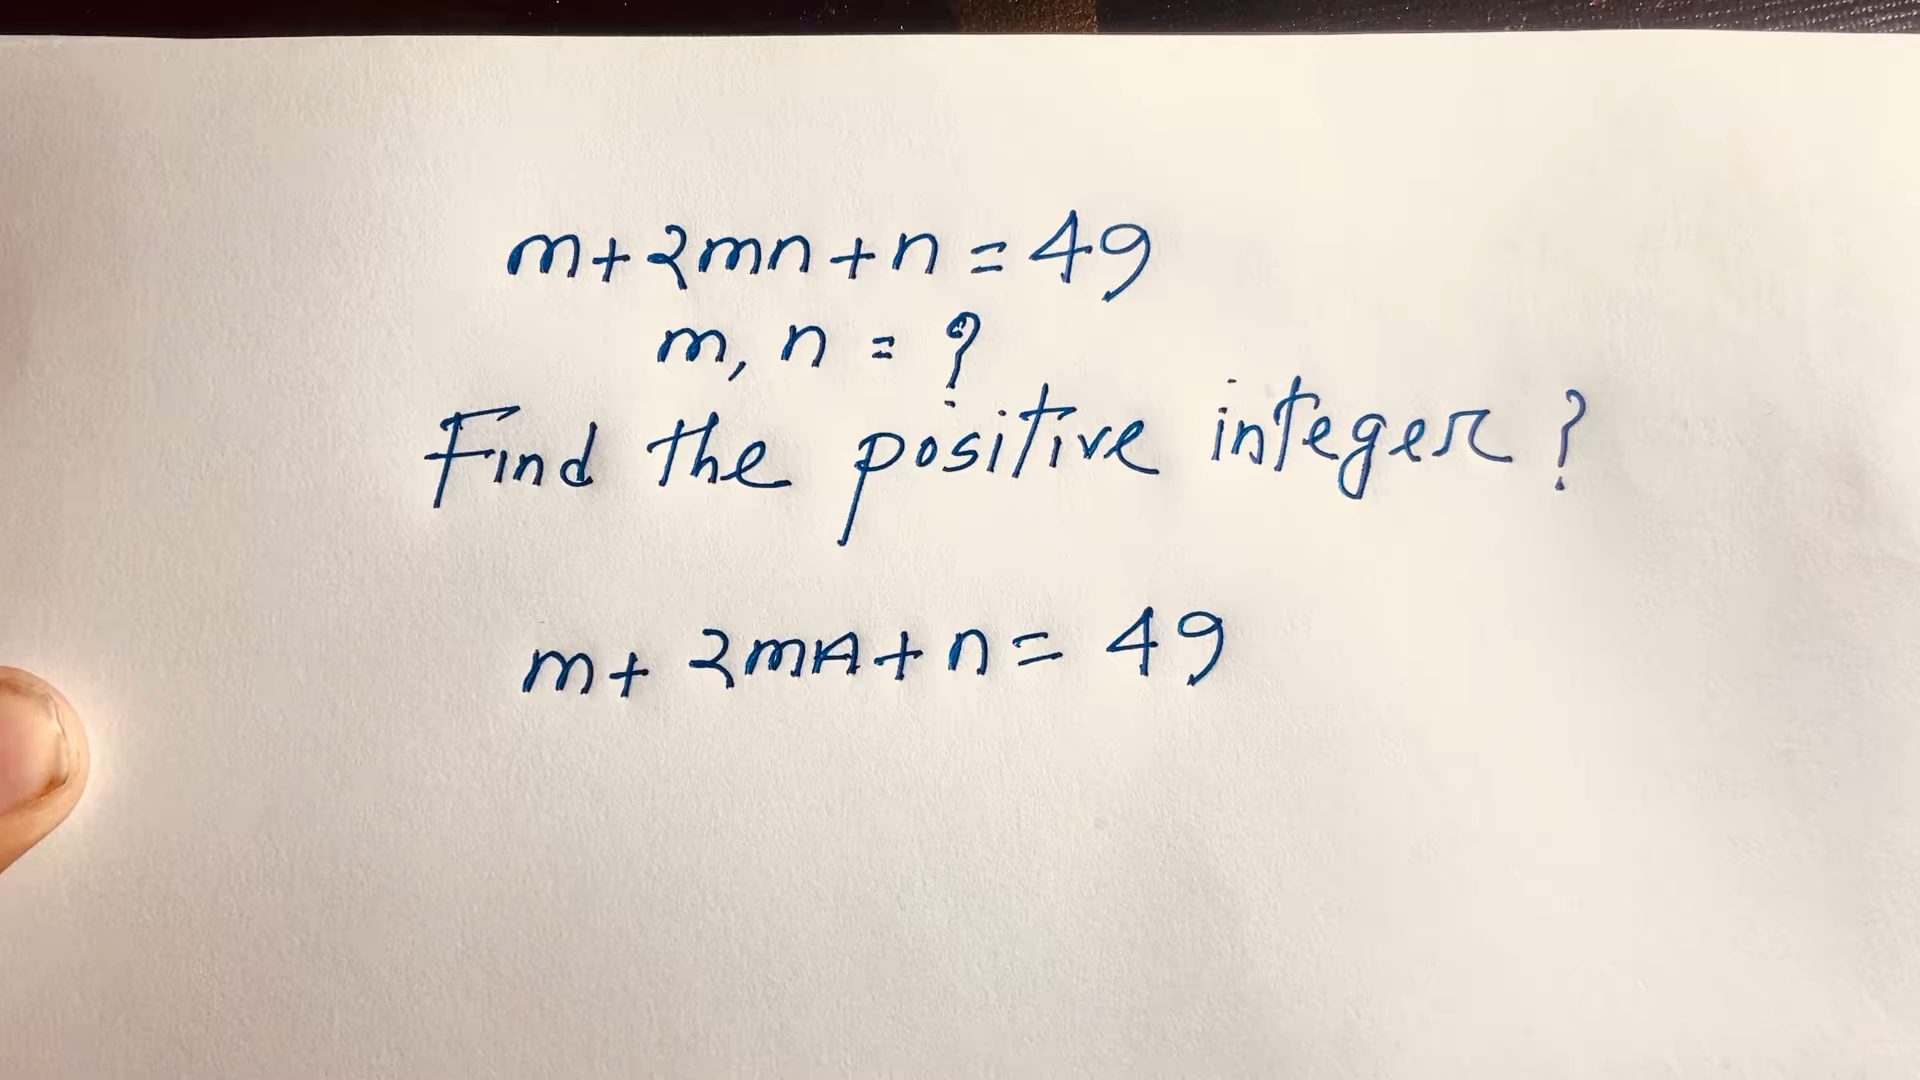 m+2mn+n=49
m, n = ?
Find the positive integer?
m+ 2mn+n= 49